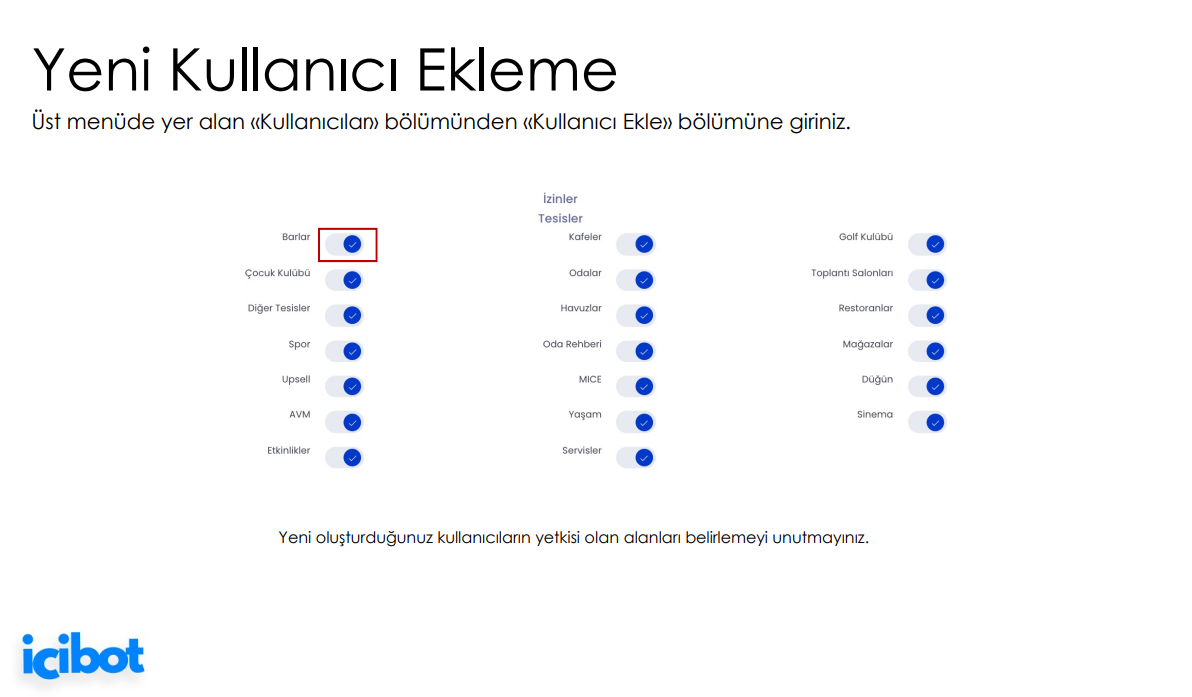 Yeni Kullanıcı Ekleme
Üst menüde yer alan «Kullanıcılar» bölümünden «Kullanıcı Ekle» bölümüne giriniz.
İzinler
Tesisler
Barlar
Kafeler
Golf Kulübü
Çocuk Kulübü
Odalar
Toplantı Salonları
Diğer Tesisler
Havuzlar
Restoranlar
Spor
Oda Rehberi
Mağazalar
Upsell
MICE
Düğün
AVM
Yaşam
Sinema
Etkinlikler
Servisler
Yeni oluşturduğunuz kullanıcıların yetkisi olan alanları belirlemeyi unutmayınız.
icibot